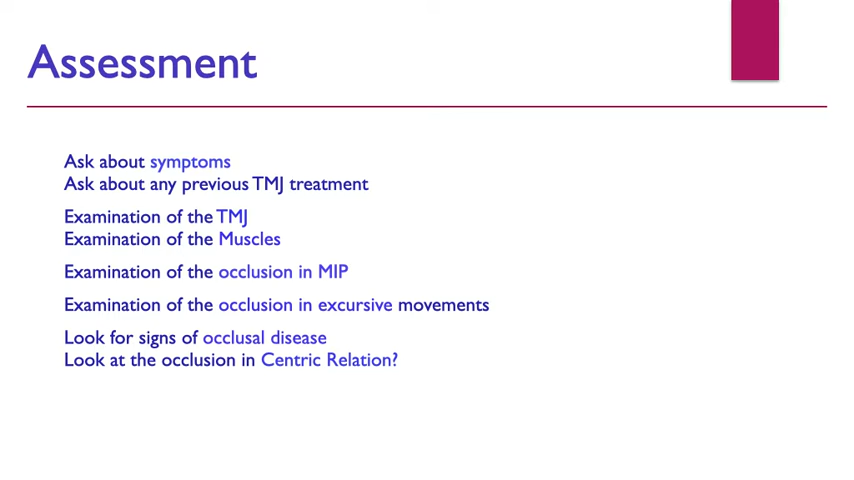 Assessment
Ask about symptoms
Ask about any previous TMJ treatment
Examination of the TMJ
Examination of the Muscles
Examination of the occlusion in MIP
Examination of the occlusion in excursive movements
Look for signs of occlusal disease
Look at the occlusion in Centric Relation?